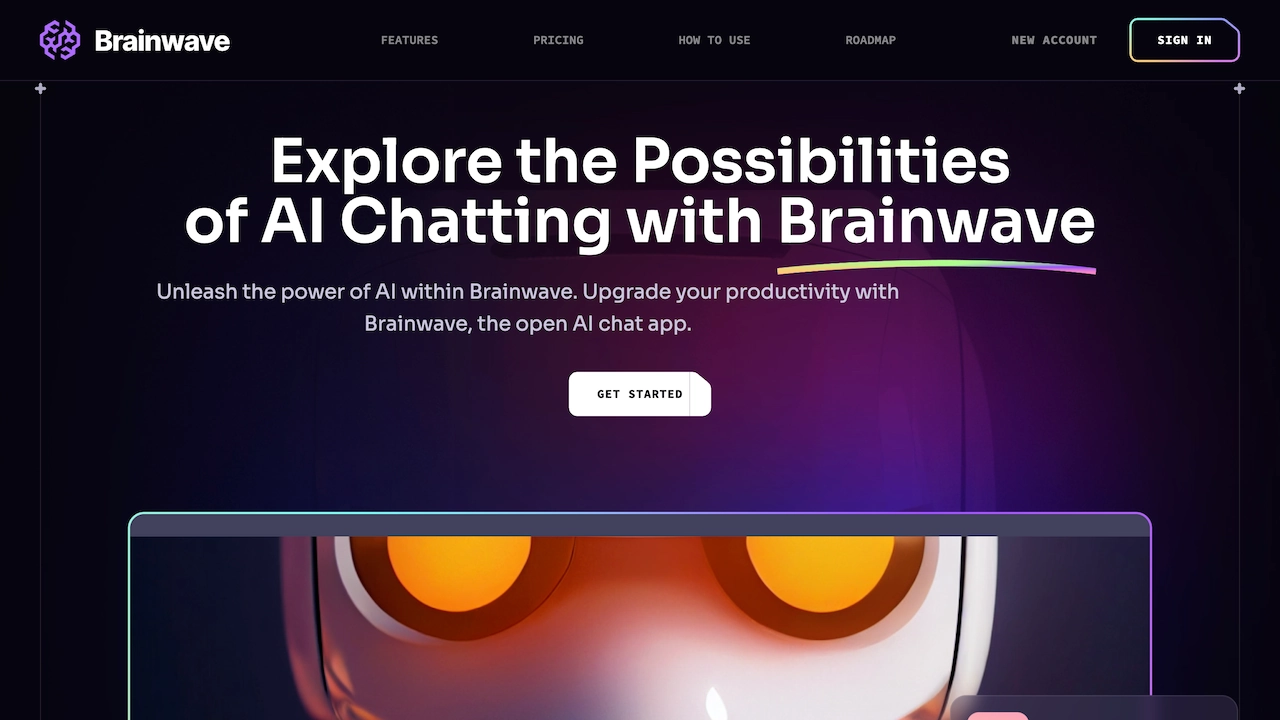 Brainwave
FEATURES
PRICING
HOW TO USE
ROADMAP
NEW ACCOUNT
SIGN IN
Explore the Possibilities
of AI Chatting with Brainwave
Unleash the power of AI within Brainwave. Upgrade your productivity with
Brainwave, the open AI chat app.
GET STARTED